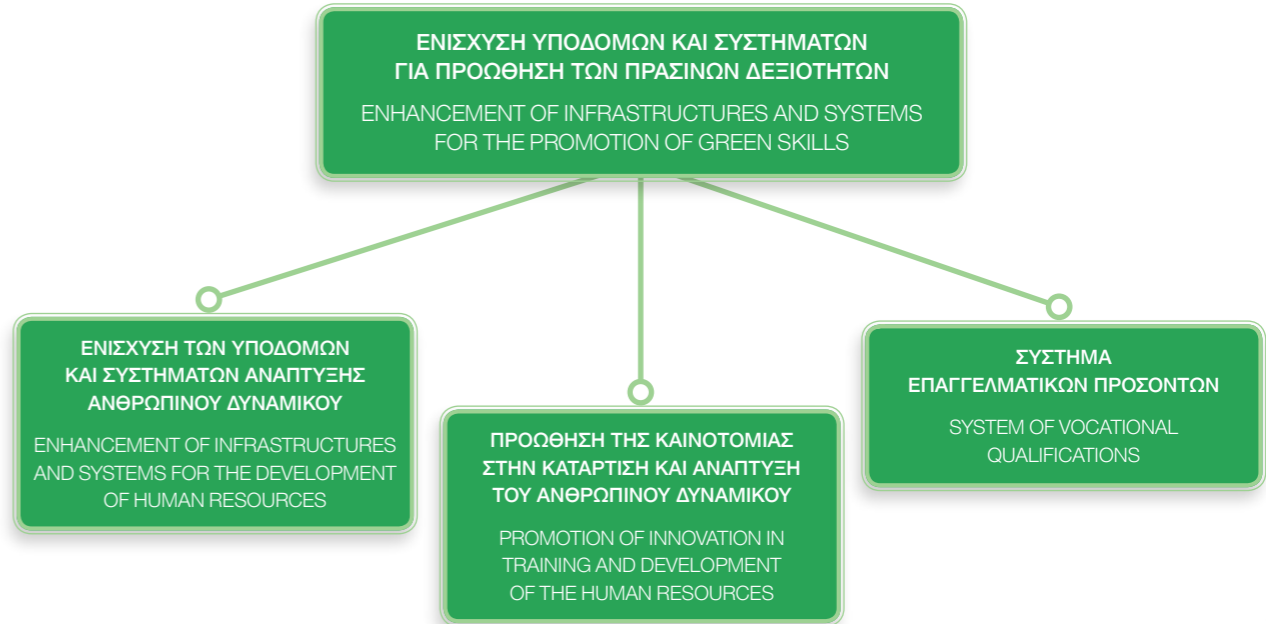 ΕΝΙΣΧΥΣΗ ΥΠΟΔΟΜΩΝ ΚΑΙ ΣΥΣΤΗΜΑΤΩΝ
ΓΙΑ ΠΡΟΩΘΗΣΗ ΤΩΝ ΠΡΑΣΙΝΩΝ ΔΕΞΙΟΤΗΤΩΝ
ENHANCEMENT OF INFRASTRUCTURES AND SYSTEMS
FOR THE PROMOTION OF GREEN SKILLS
ΕΝΙΣΧΥΣΗ ΤΩΝ ΥΠΟΔΟΜΩΝ
ΚΑΙ ΣΥΣΤΗΜΑΤΩΝ ΑΝΑΠΤΥΞΗΣ
ΑΝΘΡΩΠΙΝΟΥ ΔΥΝΑΜΙΚΟΥ
ENHANCEMENT OF INFRASTRUCTURES
AND SYSTEMS FOR THE DEVELOPMENT
OF HUMAN RESOURCES
ΠΡΟΩΘΗΣΗ ΤΗΣ ΚΑΙΝΟΤΟΜΙΑΣ
ΣΤΗΝ ΚΑΤΑΡΤΙΣΗ ΚΑΙ ΑΝΑΠΤΥΞΗ
ΤΟΥ ΑΝΘΡΩΠΙΝΟΥ ΔΥΝΑΜΙΚΟΥ
PROMOTION OF INNOVATION IN
TRAINING AND DEVELOPMENT
OF THE HUMAN RESOURCES
ΣΥΣΤΗΜΑ
ΕΠΑΓΓΕΛΜΑΤΙΚΩΝ ΠΡΟΣΟΝΤΩΝ
SYSTEM OF VOCATIONAL
QUALIFICATIONS